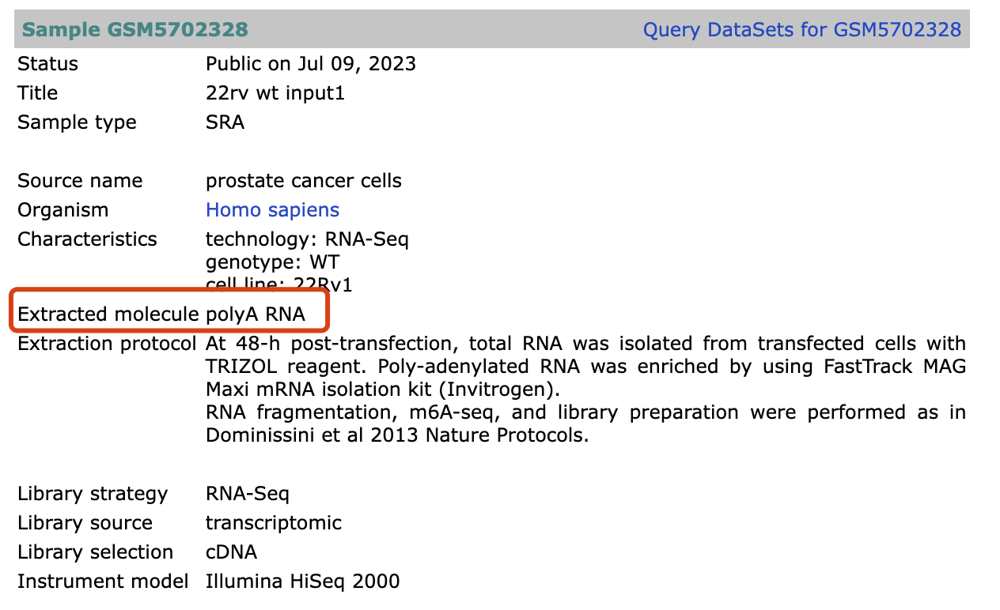 Sample GSM5702328 Query DataSets for GSM5702328
Status Public on Jul 09, 2023
Title 22rv wt input1
Sample type SRA
Source name prostate cancer cells
Organism Homo sapiens
Characteristics technology: RNA-Seq
genotype: WT
cell line: 22Rv1
Extracted molecule polyA RNA
Extraction protocol At 48-h post-transfection, total RNA was isolated from transfected cells with
TRIZOL reagent. Poly-adenylated RNA was enriched by using FastTrack MAG
Maxi mRNA isolation kit (Invitrogen).
RNA fragmentation, m6A-seq, and library preparation were performed as in
Dominissini et al 2013 Nature Protocols.
Library strategy RNA-Seq
Library source transcriptomic
Library selection cDNA
Instrument model Illumina HiSeq 2000